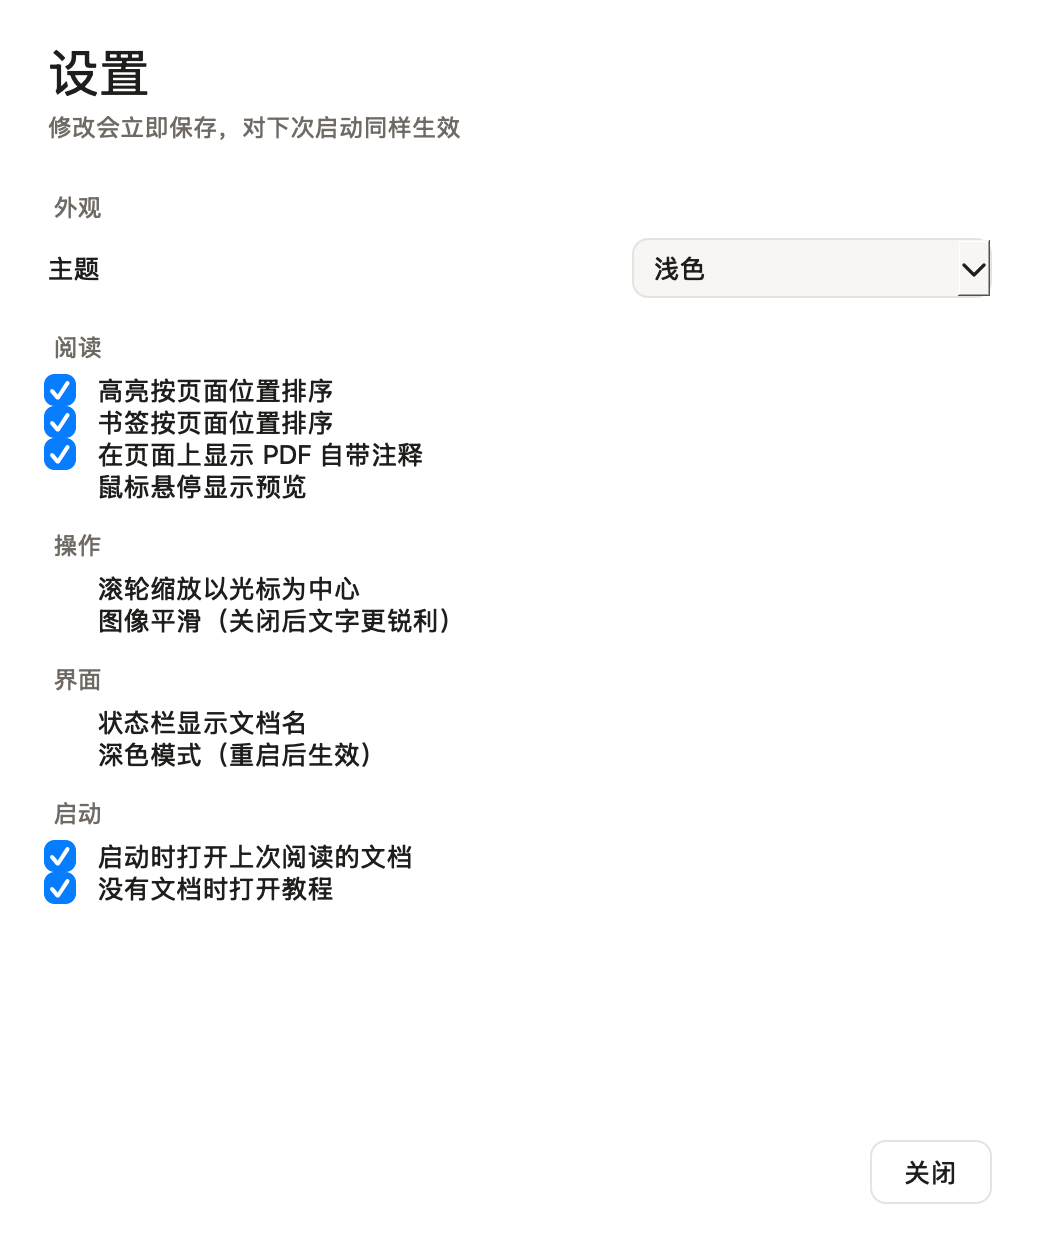 设置
修改会立即保存，对下次启动同样生效
外观
主题
浅色
阅读
高亮按页面位置排序
书签按页面位置排序
在页面上显示 PDF 自带注释
鼠标悬停显示预览
操作
滚轮缩放以光标为中心
图像平滑（关闭后文字更锐利）
界面
状态栏显示文档名
深色模式（重启后生效）
启动
启动时打开上次阅读的文档
没有文档时打开教程
关闭